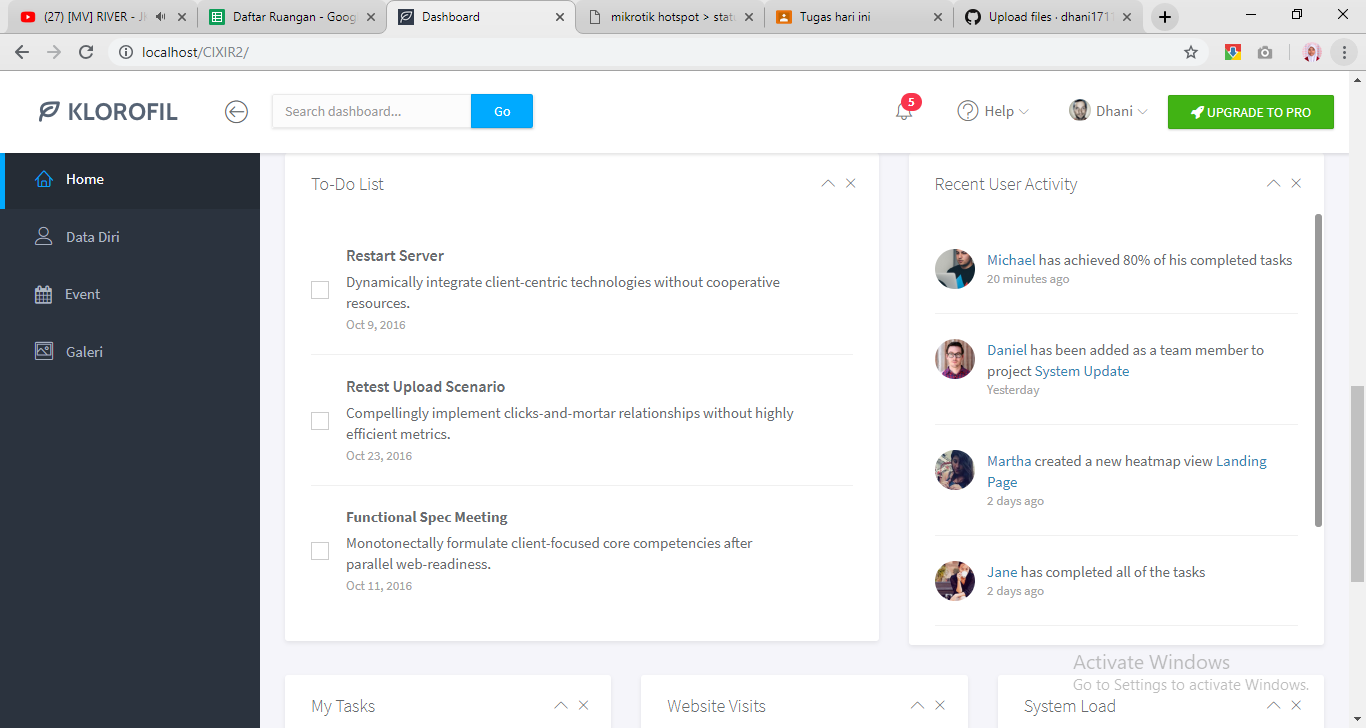 (27) [MV] RIVER - JK
Daftar Ruangan - Goog
Dashboard
mikrotik hotspot > statu
Tugas hari ini
Upload files · dhani1711
localhost/CIXIR2/
KLOROFIL
Search dashboard...
Go
5
Help
Dhani
UPGRADE TO PRO
Home
Data Diri
Event
Galeri
To-Do List
Restart Server
Dynamically integrate client-centric technologies without cooperative
resources.
Oct 9, 2016
Retest Upload Scenario
Compellingly implement clicks-and-mortar relationships without highly
efficient metrics.
Oct 23, 2016
Functional Spec Meeting
Monotonectally formulate client-focused core competencies after
parallel web-readiness.
Oct 11, 2016
Recent User Activity
Michael has achieved 80% of his completed tasks
20 minutes ago
Daniel has been added as a team member to
project System Update
Yesterday
Martha created a new heatmap view Landing
Page
2 days ago
Jane has completed all of the tasks
2 days ago
My Tasks
Website Visits
System Load
Activate Windows
Go to Settings to activate Windows.